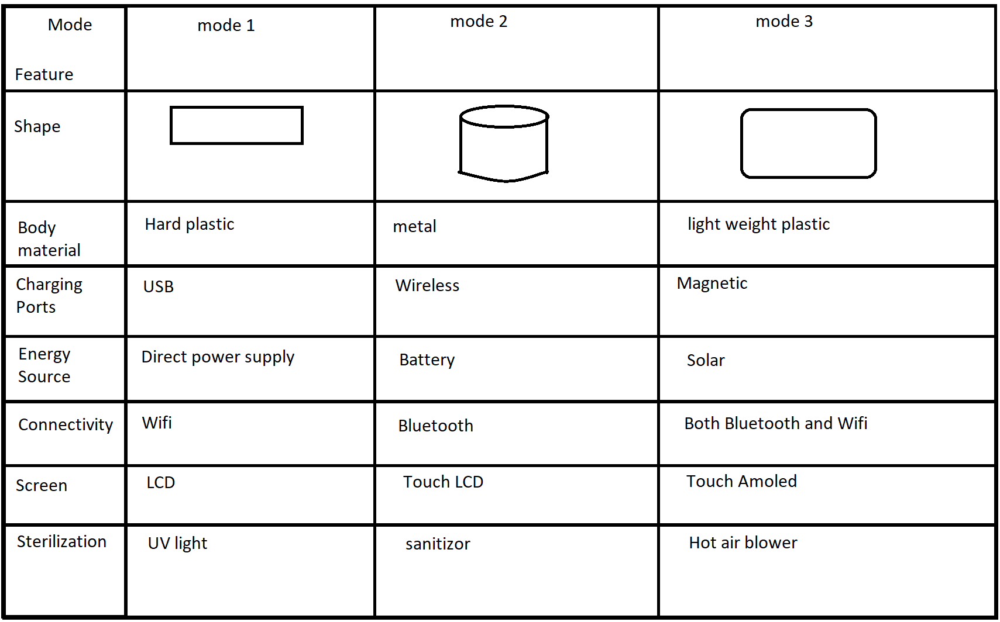 Mode
mode 1
mode 2
mode 3
Feature
Shape
Body
material
Hard plastic
metal
light weight plastic
Charging
Ports
USB
Wireless
Magnetic
Energy
Source
Direct power supply
Battery
Solar
Connectivity
Wifi
Bluetooth
Both Bluetooth and Wifi
Screen
LCD
Touch LCD
Touch Amoled
Sterilization
UV light
sanitizor
Hot air blower